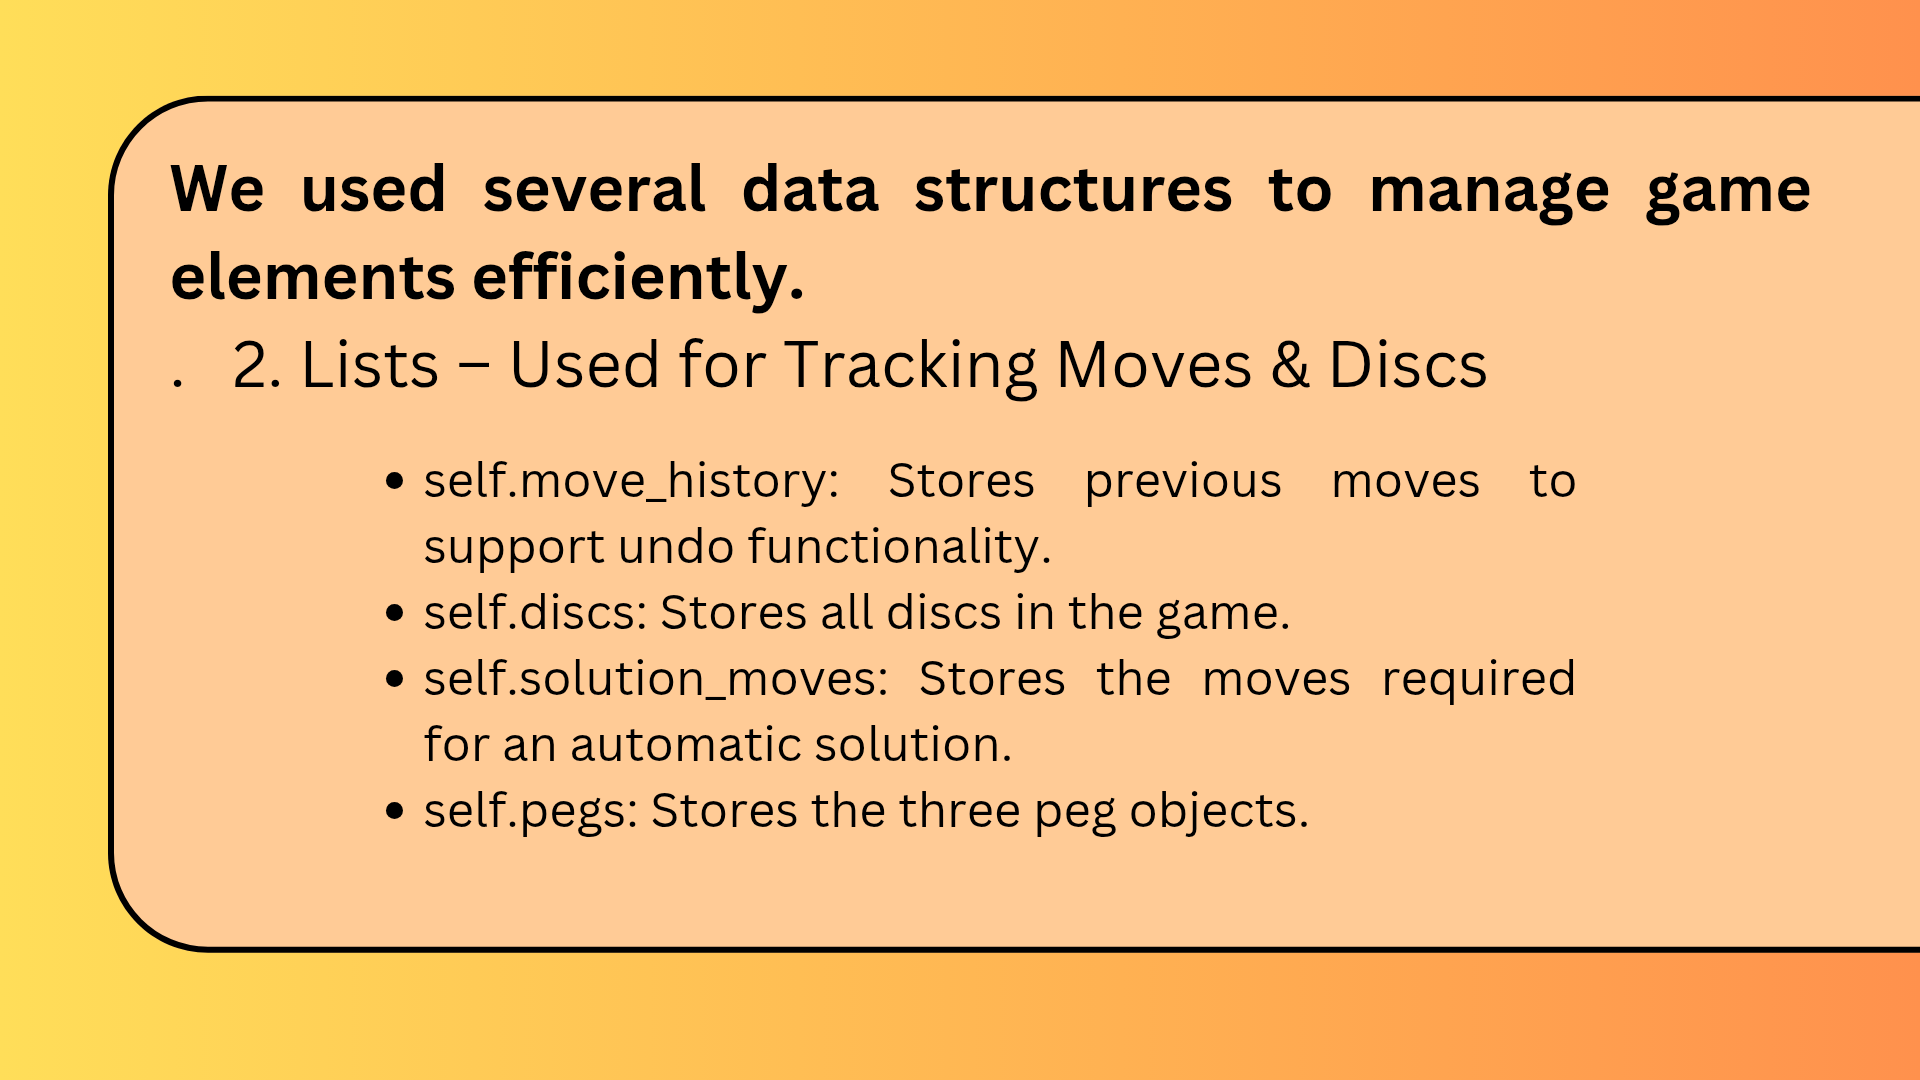 We used several data structures to manage game
elements efficiently.
. 2. Lists – Used for Tracking Moves & Discs
• self.move_history: Stores previous moves to
support undo functionality.
• self.discs: Stores all discs in the game.
• self.solution_moves: Stores the moves required
for an automatic solution.
• self.pegs: Stores the three peg objects.